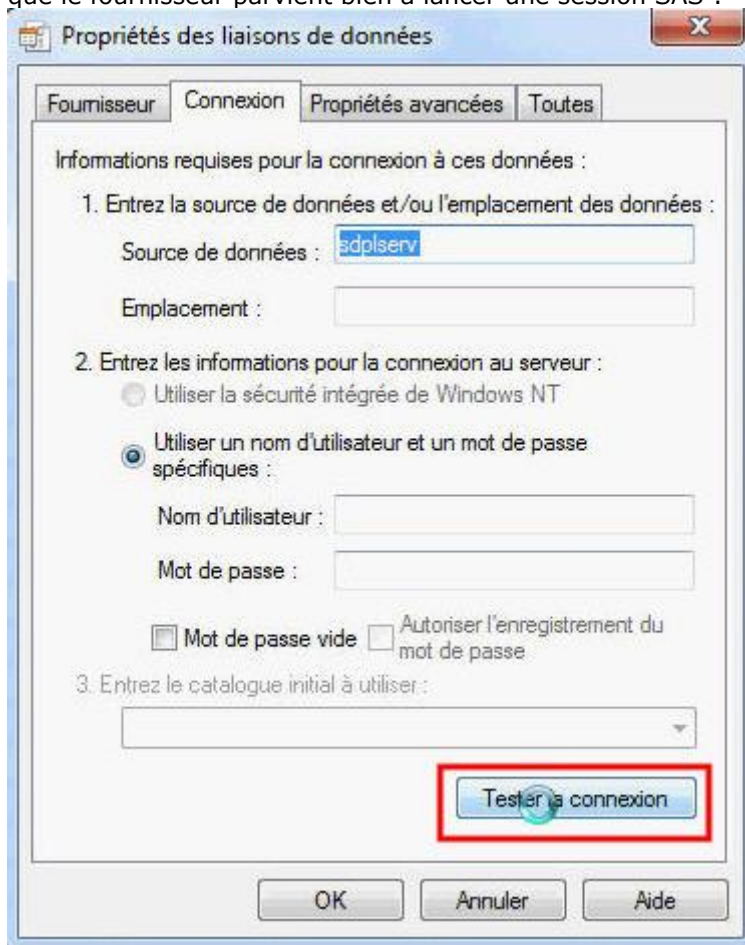 que le fournisseur parvient bien à lancer une session SAS :
Propriétés des liaisons de données
Fournisseur Connexion Propriétés avancées Toutes
Informations requises pour la connexion à ces données :
1. Entrez la source de données et/ou l'emplacement des données :
Source de données : sdplserv
Emplacement :
2. Entrez les informations pour la connexion au serveur :
Utiliser la sécurité intégrée de Windows NT
Utiliser un nom d'utilisateur et un mot de passe
spécifiques :
Nom d'utilisateur :
Mot de passe :
Mot de passe vide
Autoriser l'enregistrement du
mot de passe
3. Entrez le catalogue initial à utiliser :
Tester la connexion
OK Annuler Aide